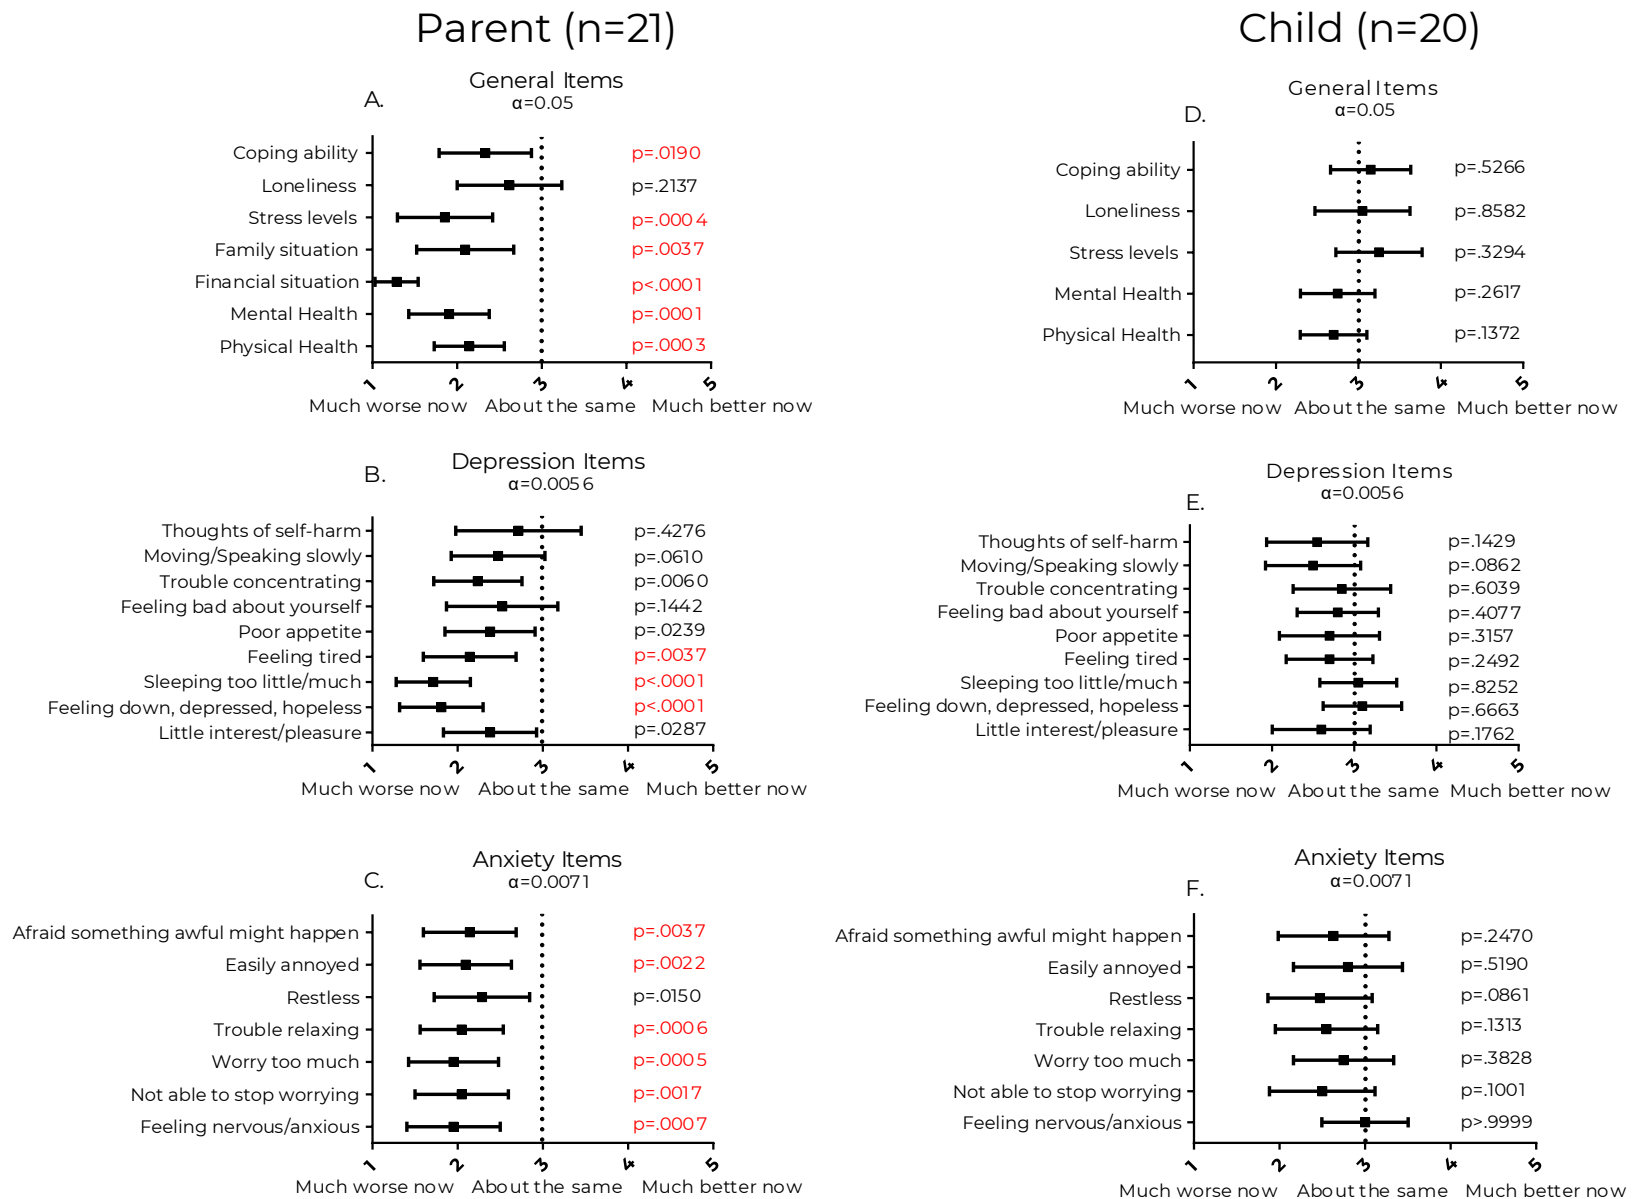 Parent (n=21)
Child (n=20)
General Items
α=0.05
A.
Coping ability p=.0190
Loneliness p=.2137
Stress levels p=.0004
Family situation p=.0037
Financial situation p<.0001
Mental Health p=.0001
Physical Health p=.0003
1 2 3 4 5
Much worse now About the same Much better now
Depression Items
α=0.0056
B.
Thoughts of self-harm p=.4276
Moving/Speaking slowly p=.0610
Trouble concentrating p=.0060
Feeling bad about yourself p=.1442
Poor appetite p=.0239
Feeling tired p=.0037
Sleeping too little/much p<.0001
Feeling down, depressed, hopeless p<.0001
Little interest/pleasure p=.0287
1 2 3 4 5
Much worse now About the same Much better now
Anxiety Items
α=0.0071
C.
Afraid something awful might happen p=.0037
Easily annoyed p=.0022
Restless p=.0150
Trouble relaxing p=.0006
Worry too much p=.0005
Not able to stop worrying p=.0017
Feeling nervous/anxious p=.0007
1 2 3 4 5
Much worse now About the same Much better now
General Items
α=0.05
D.
Coping ability p=.5266
Loneliness p=.8582
Stress levels p=.3294
Mental Health p=.2617
Physical Health p=.1372
1 2 3 4 5
Much worse now About the same Much better now
Depression Items
α=0.0056
E.
Thoughts of self-harm p=.1429
Moving/Speaking slowly p=.0862
Trouble concentrating p=.6039
Feeling bad about yourself p=.4077
Poor appetite p=.3157
Feeling tired p=.2492
Sleeping too little/much p=.8252
Feeling down, depressed, hopeless p=.6663
Little interest/pleasure p=.1762
1 2 3 4 5
Much worse now About the same Much better now
Anxiety Items
α=0.0071
F.
Afraid something awful might happen p=.2470
Easily annoyed p=.5190
Restless p=.0861
Trouble relaxing p=.1313
Worry too much p=.3828
Not able to stop worrying p=.1001
Feeling nervous/anxious p>.9999
1 2 3 4 5
Much worse now About the same Much better now